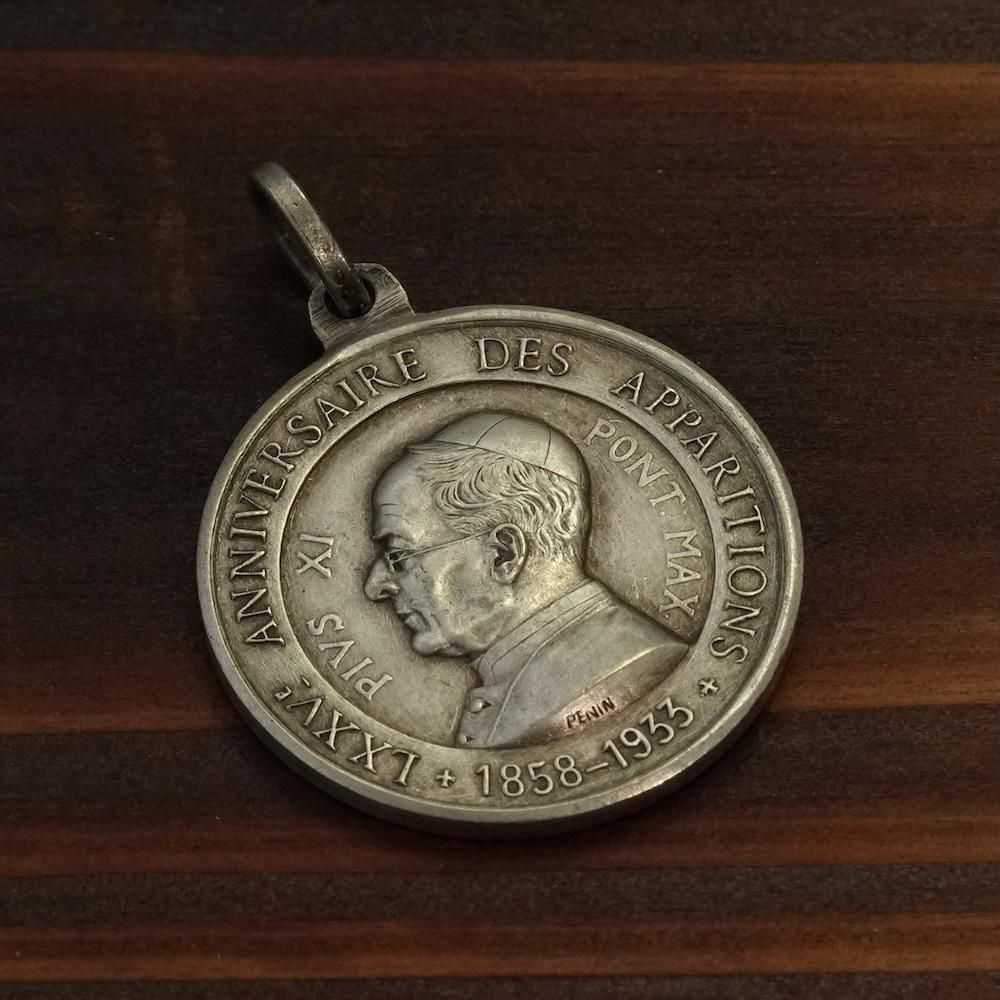 LXXVE ANNIVERSAIRE DES APPARITIONS + 1858-1933 +
PIVS XI PONT. MAX
PENIN